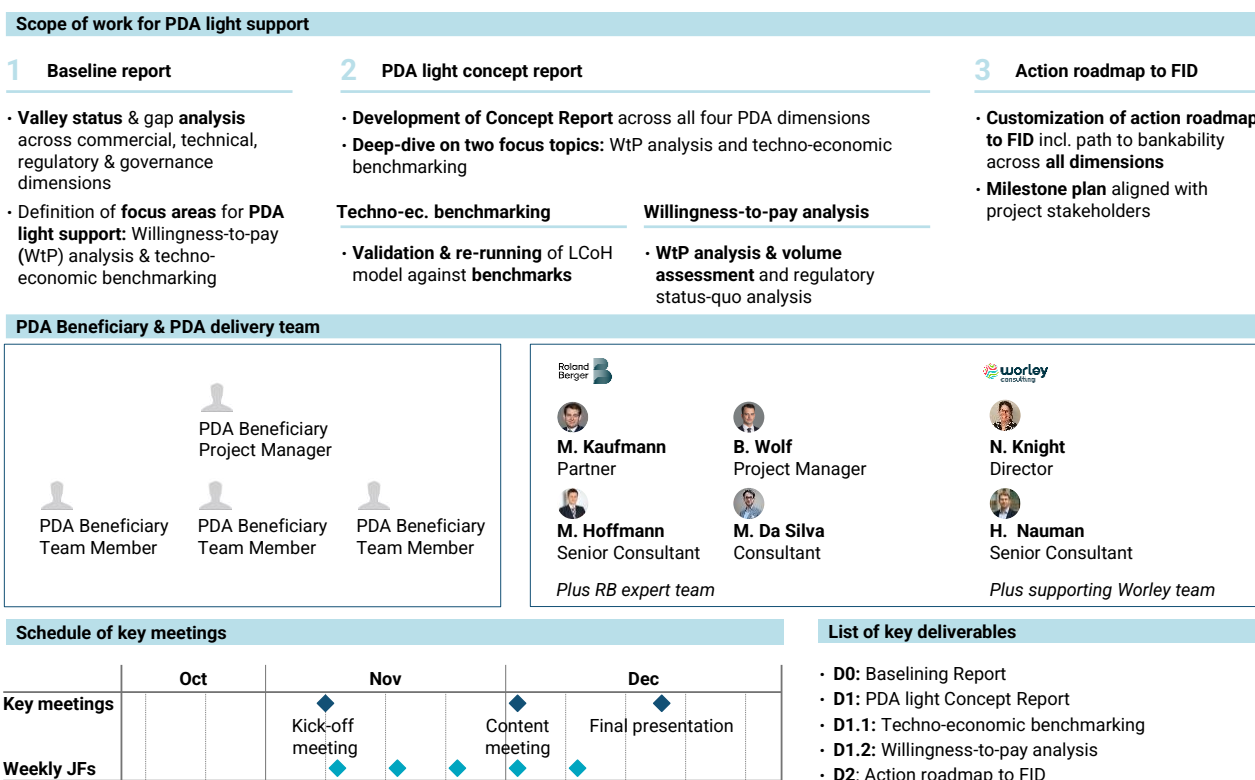 Scope of work for PDA light support
1 Baseline report
· Valley status & gap analysis
across commercial, technical,
regulatory & governance
dimensions
· Definition of focus areas for PDA
light support: Willingness-to-pay
(WtP) analysis & techno-
economic benchmarking
2 PDA light concept report
· Development of Concept Report across all four PDA dimensions
· Deep-dive on two focus topics: WtP analysis and techno-economic
benchmarking
Techno-ec. benchmarking
· Validation & re-running of LCoH
model against benchmarks
Willingness-to-pay analysis
· WtP analysis & volume
assessment and regulatory
status-quo analysis
3 Action roadmap to FID
· Customization of action roadmap
to FID incl. path to bankability
across all dimensions
· Milestone plan aligned with
project stakeholders
PDA Beneficiary & PDA delivery team
PDA Beneficiary
Project Manager
PDA Beneficiary
Team Member
PDA Beneficiary
Team Member
PDA Beneficiary
Team Member
Roland
Berger
M. Kaufmann
Partner
B. Wolf
Project Manager
M. Hoffmann
Senior Consultant
M. Da Silva
Consultant
Plus RB expert team
worley
consulting
N. Knight
Director
H. Nauman
Senior Consultant
Plus supporting Worley team
Schedule of key meetings
Oct Nov Dec
Key meetings
Kick-off
meeting
Content
meeting
Final presentation
Weekly JFs
List of key deliverables
· D0: Baselining Report
· D1: PDA light Concept Report
· D1.1: Techno-economic benchmarking
· D1.2: Willingness-to-pay analysis
· D2: Action roadmap to FID